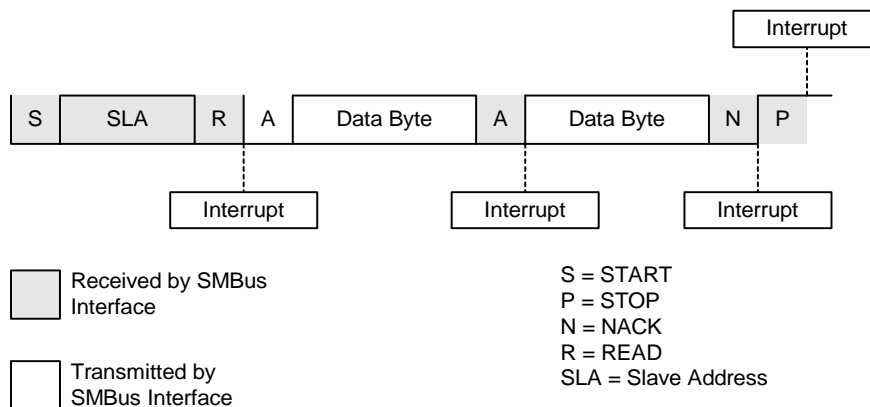 Interrupt
S SLA R A Data Byte A Data Byte N P
Interrupt Interrupt Interrupt
Received by SMBus
Interface
Transmitted by
SMBus Interface
S = START
P = STOP
N = NACK
R = READ
SLA = Slave Address